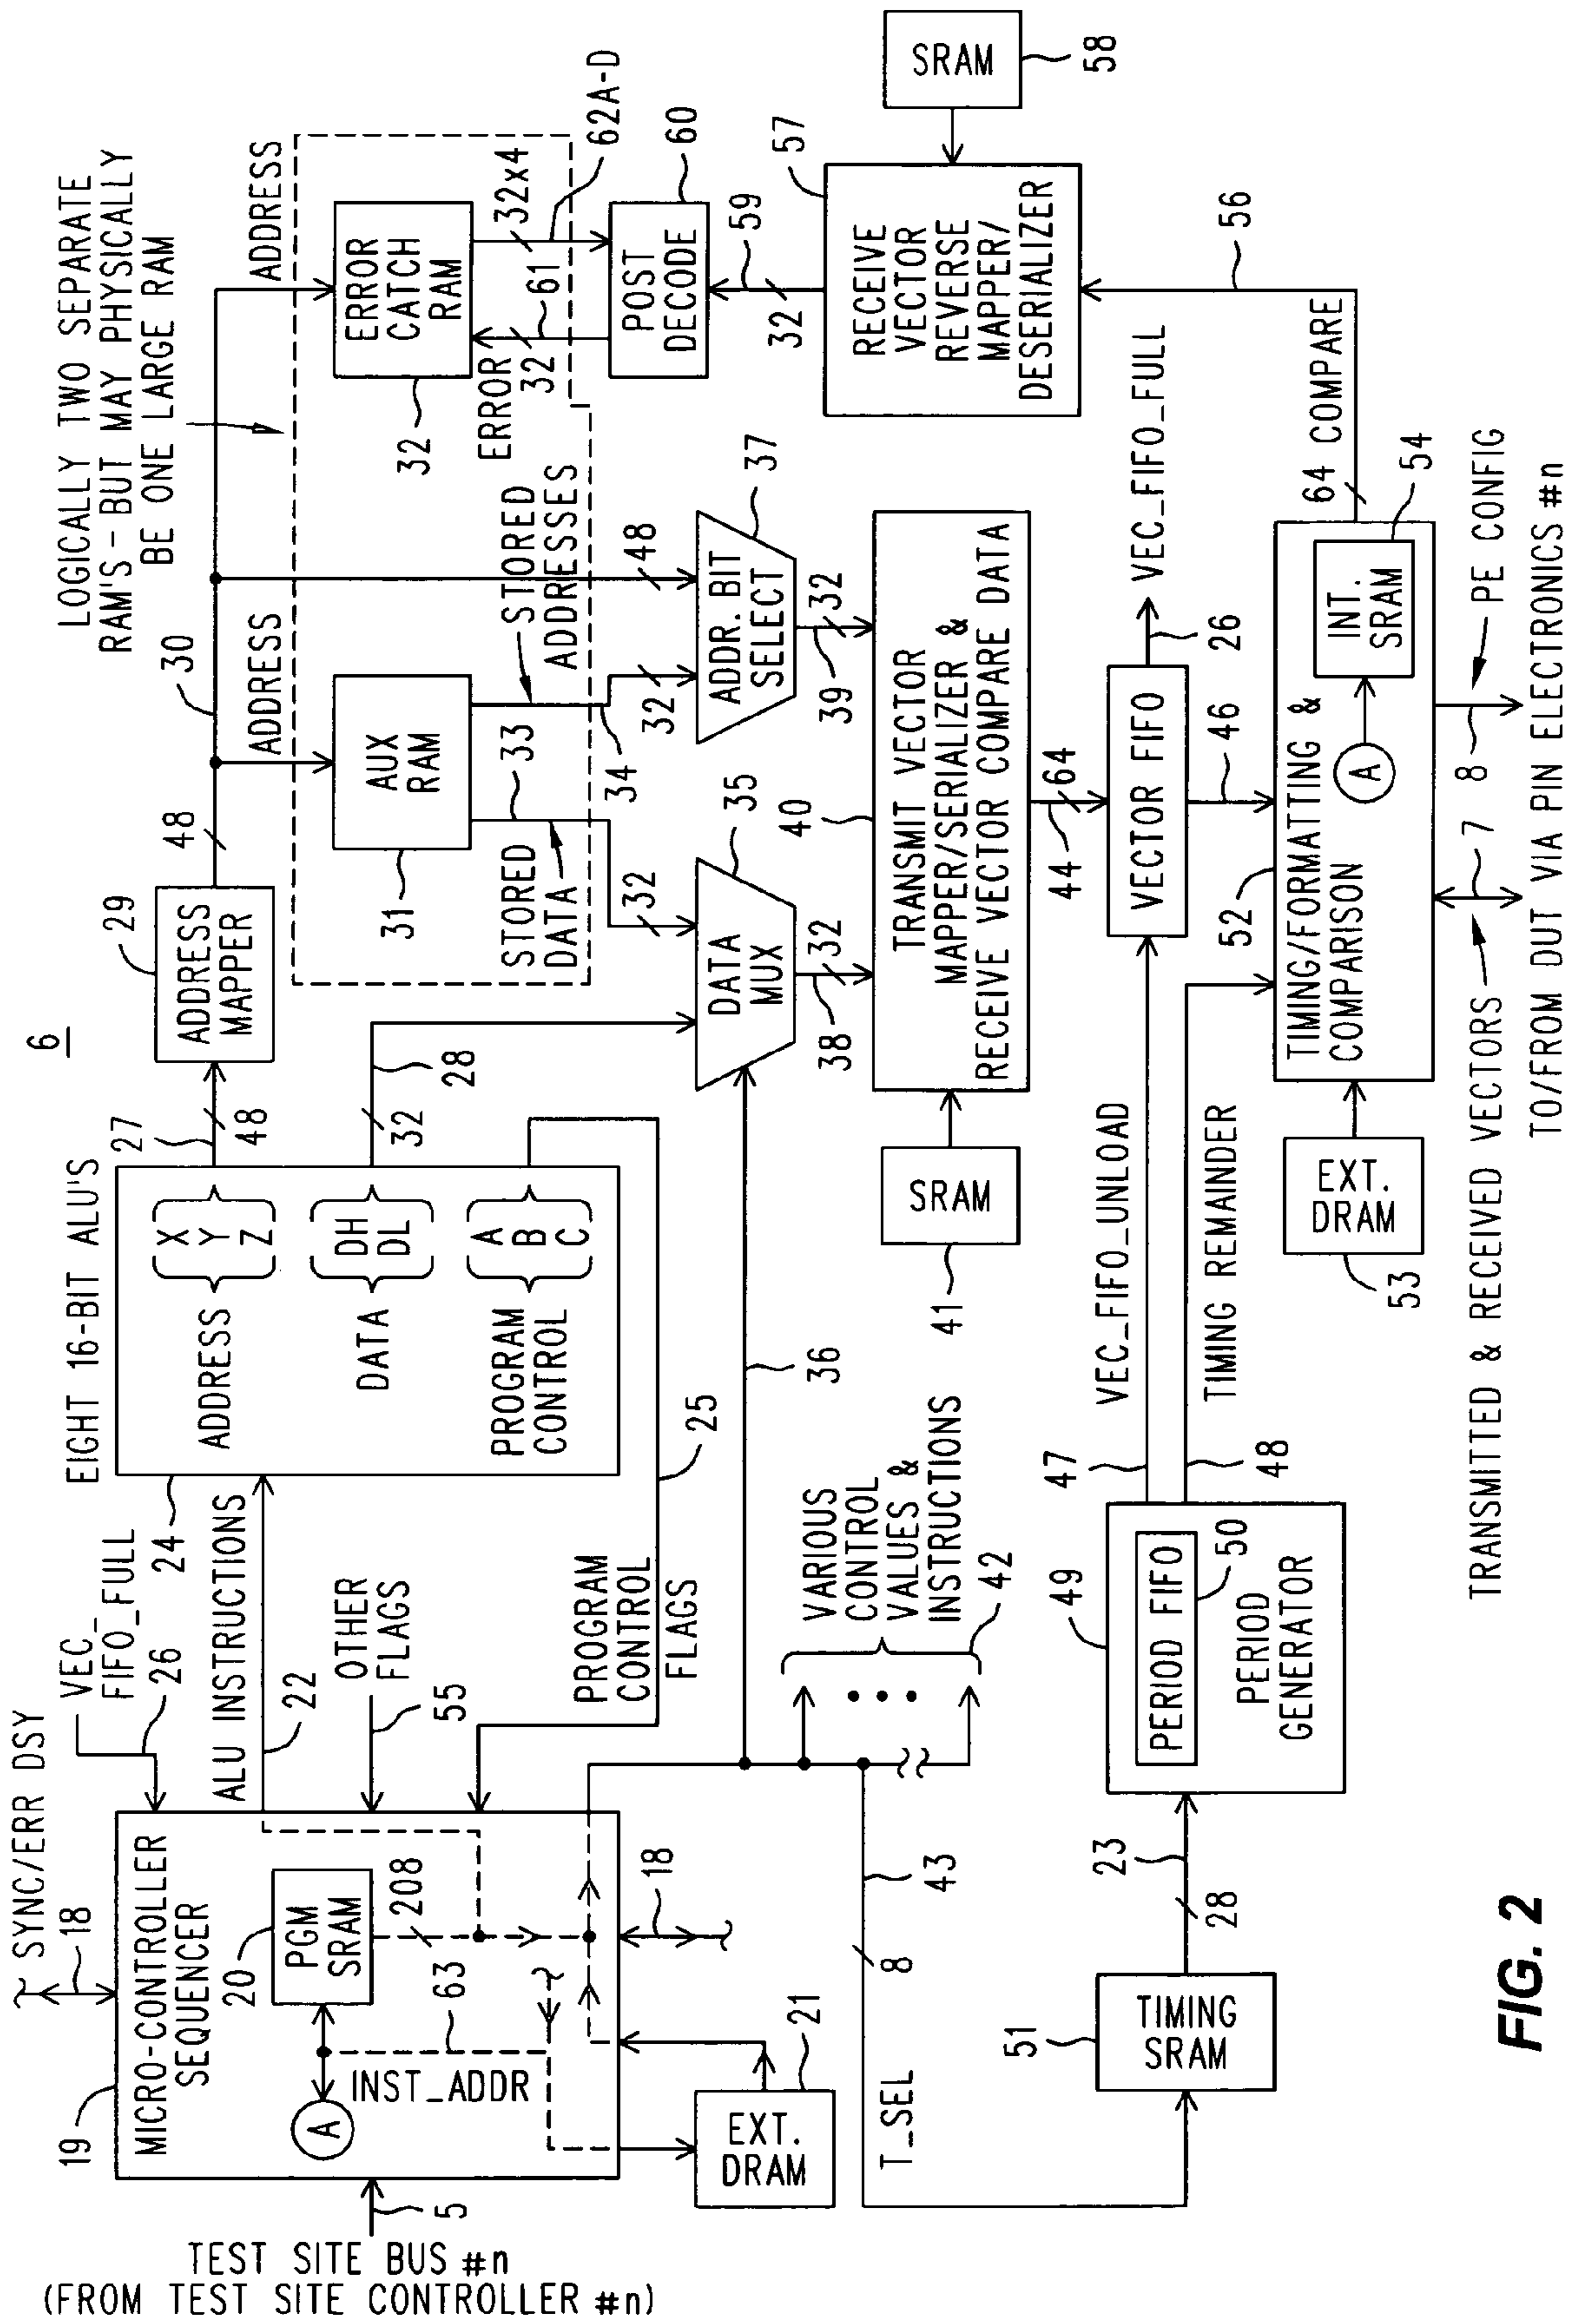 6
SYNC/ERR DSY
18
VEC_
FIFO_FULL
26
19
MICRO-CONTROLLER
SEQUENCER
20
PGM
SRAM
208
A
INST_ADDR
63
TEST SITE BUS #n
(FROM TEST SITE CONTROLLER #n)
5
ALU INSTRUCTIONS
22
OTHER
FLAGS
55
PROGRAM
CONTROL
FLAGS
25
18
EXT.
DRAM
21
EIGHT 16-BIT ALU'S
24
ADDRESS
X
Y
Z
DATA
DH
DL
PROGRAM
CONTROL
A
B
C
27
48
28
32
29
ADDRESS
MAPPER
48
30
LOGICALLY TWO SEPARATE
RAM'S - BUT MAY PHYSICALLY
BE ONE LARGE RAM
ADDRESS
ADDRESS
AUX
RAM
31
ERROR
CATCH
RAM
32
STORED
DATA
33
32
34
STORED
ADDRESSES
32
48
ERROR
32
61
32x4
62A-D
POST
DECODE
60
DATA
MUX
35
36
ADDR. BIT
SELECT
37
38
32
39
32
59
32
RECEIVE
VECTOR
REVERSE
MAPPER/
DESERIALIZER
57
SRAM
58
VARIOUS
CONTROL
VALUES &
INSTRUCTIONS
42
43
8
T_SEL
SRAM
41
40
TRANSMIT VECTOR
MAPPER/SERIALIZER &
RECEIVE VECTOR COMPARE DATA
44
64
VECTOR FIFO
26
VEC_FIFO_FULL
46
56
64 COMPARE
TIMING
SRAM
51
23
28
49
PERIOD FIFO
50
PERIOD
GENERATOR
47
VEC_FIFO_UNLOAD
48
TIMING REMAINDER
52
TIMING/FORMATTING &
COMPARISON
A
INT.
SRAM
54
EXT.
DRAM
53
7
8
PE CONFIG
TRANSMITTED & RECEIVED VECTORS
TO/FROM DUT VIA PIN ELECTRONICS #n
FIG. 2